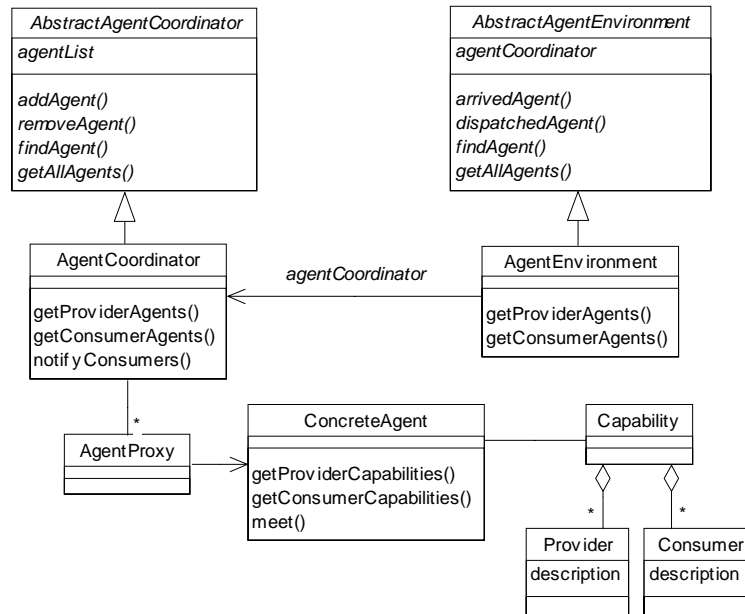 AbstractAgentCoordinator
agentList
addAgent()
removeAgent()
findAgent()
getAllAgents()
AbstractAgentEnvironment
agentCoordinator
arrivedAgent()
dispatchedAgent()
findAgent()
getAllAgents()
AgentCoordinator
getProviderAgents()
getConsumerAgents()
notifyConsumers()
agentCoordinator
AgentEnvironment
getProviderAgents()
getConsumerAgents()
*
AgentProxy
ConcreteAgent
getProviderCapabilities()
getConsumerCapabilities()
meet()
Capability
*
*
Provider
description
Consumer
description